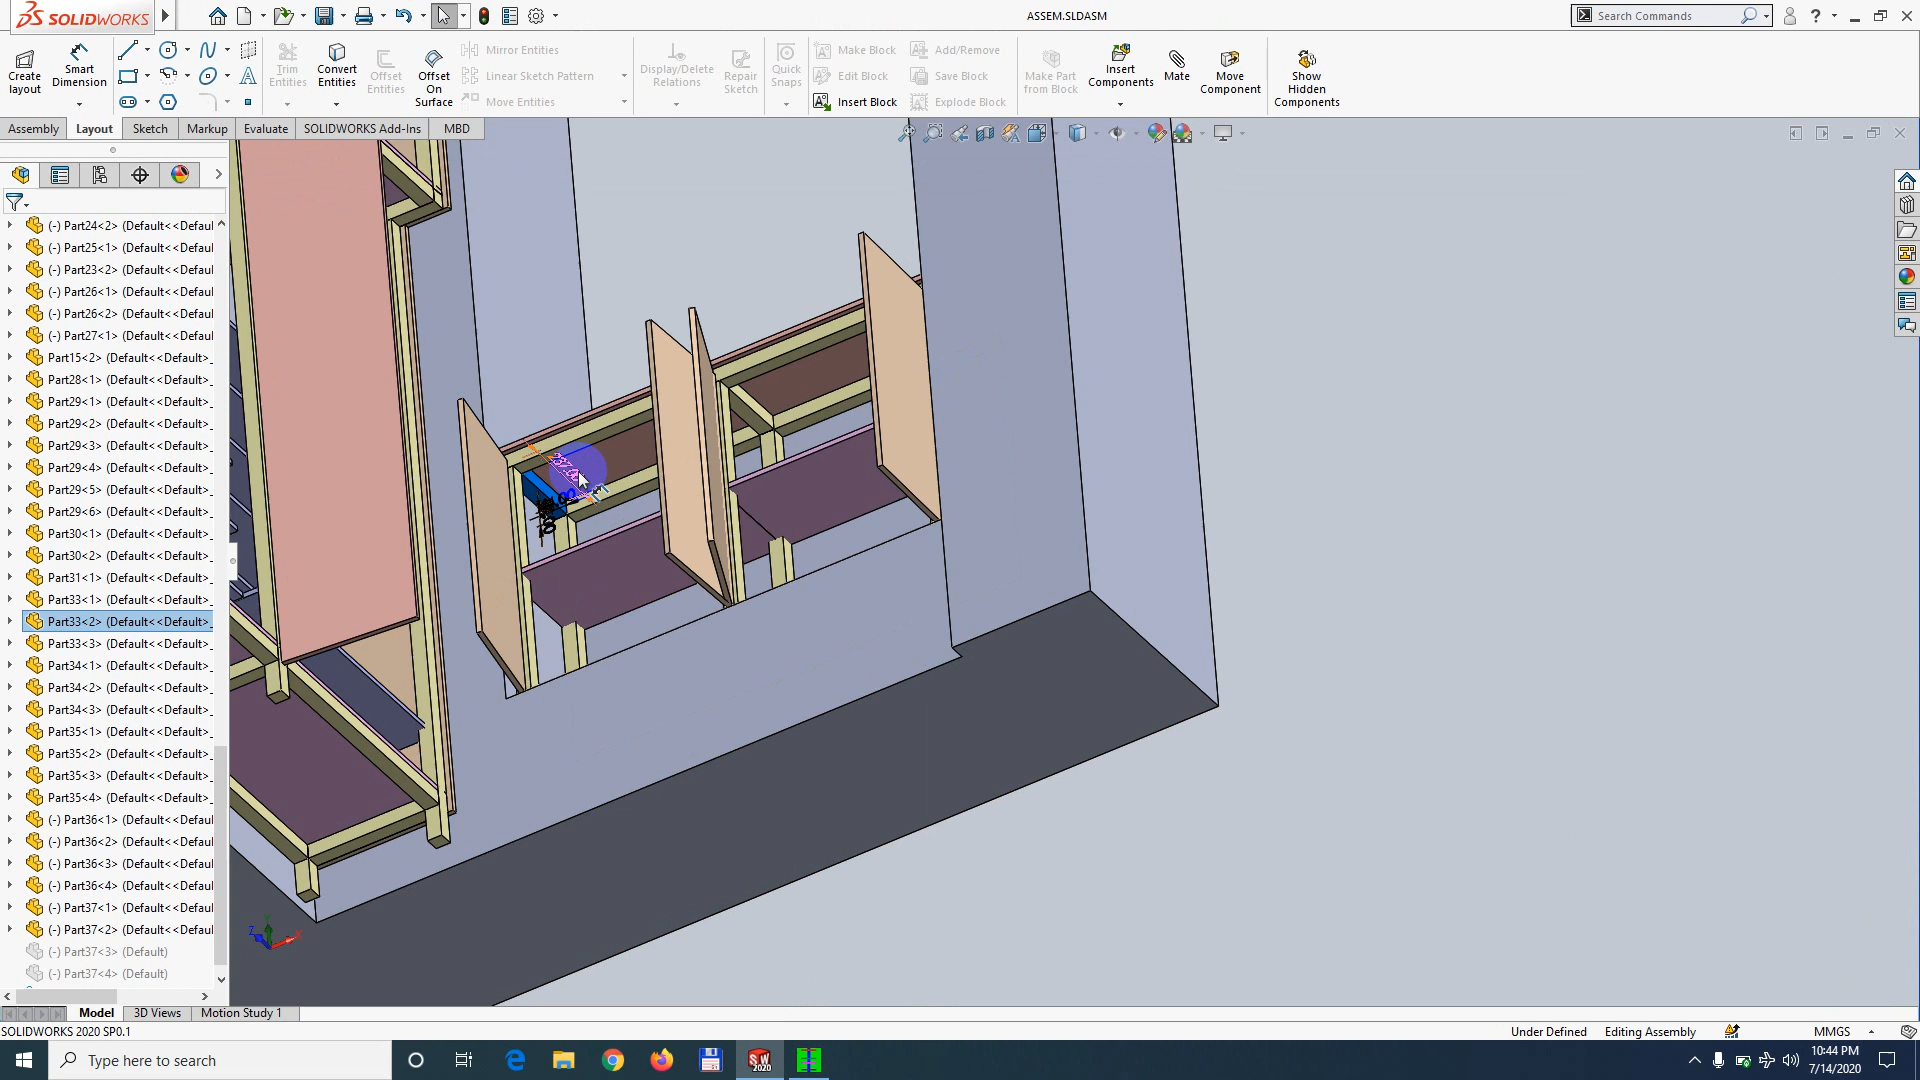 SOLIDWORKS
ASSEM.SLDASM
Search Commands
Create layout
Smart Dimension
Trim Entities
Convert Entities
Offset Entities
Offset On Surface
Mirror Entities
Linear Sketch Pattern
Move Entities
Display/Delete Relations
Repair Sketch
Quick Snaps
Make Block
Edit Block
Insert Block
Add/Remove
Save Block
Explode Block
Make Part from Block
Insert Components
Mate
Move Component
Show Hidden Components
Assembly
Layout
Sketch
Markup
Evaluate
SOLIDWORKS Add-Ins
MBD
(-) Part24<2> (Default<<Defaul
(-) Part25<1> (Default<<Defaul
(-) Part23<2> (Default<<Defaul
(-) Part26<1> (Default<<Defaul
(-) Part26<2> (Default<<Defaul
(-) Part27<1> (Default<<Defaul
Part15<2> (Default<<Default>_
Part28<1> (Default<<Default>_
Part29<1> (Default<<Default>_
Part29<2> (Default<<Default>_
Part29<3> (Default<<Default>_
Part29<4> (Default<<Default>_
Part29<5> (Default<<Default>_
Part29<6> (Default<<Default>_
Part30<1> (Default<<Default>_
Part30<2> (Default<<Default>_
Part31<1> (Default<<Default>_
Part33<1> (Default<<Default>_
Part33<2> (Default<<Default>_
Part33<3> (Default<<Default>_
Part34<1> (Default<<Default>_
Part34<2> (Default<<Default>_
Part34<3> (Default<<Default>_
Part35<1> (Default<<Default>_
Part35<2> (Default<<Default>_
Part35<3> (Default<<Default>_
Part35<4> (Default<<Default>_
(-) Part36<1> (Default<<Defaul
(-) Part36<2> (Default<<Defaul
(-) Part36<3> (Default<<Defaul
(-) Part36<4> (Default<<Defaul
(-) Part37<1> (Default<<Defaul
(-) Part37<2> (Default<<Defaul
(-) Part37<3> (Default)
(-) Part37<4> (Default)
Model
3D Views
Motion Study 1
SOLIDWORKS 2020 SP0.1
Under Defined
Editing Assembly
MMGS
Type here to search
10:44 PM
7/14/2020